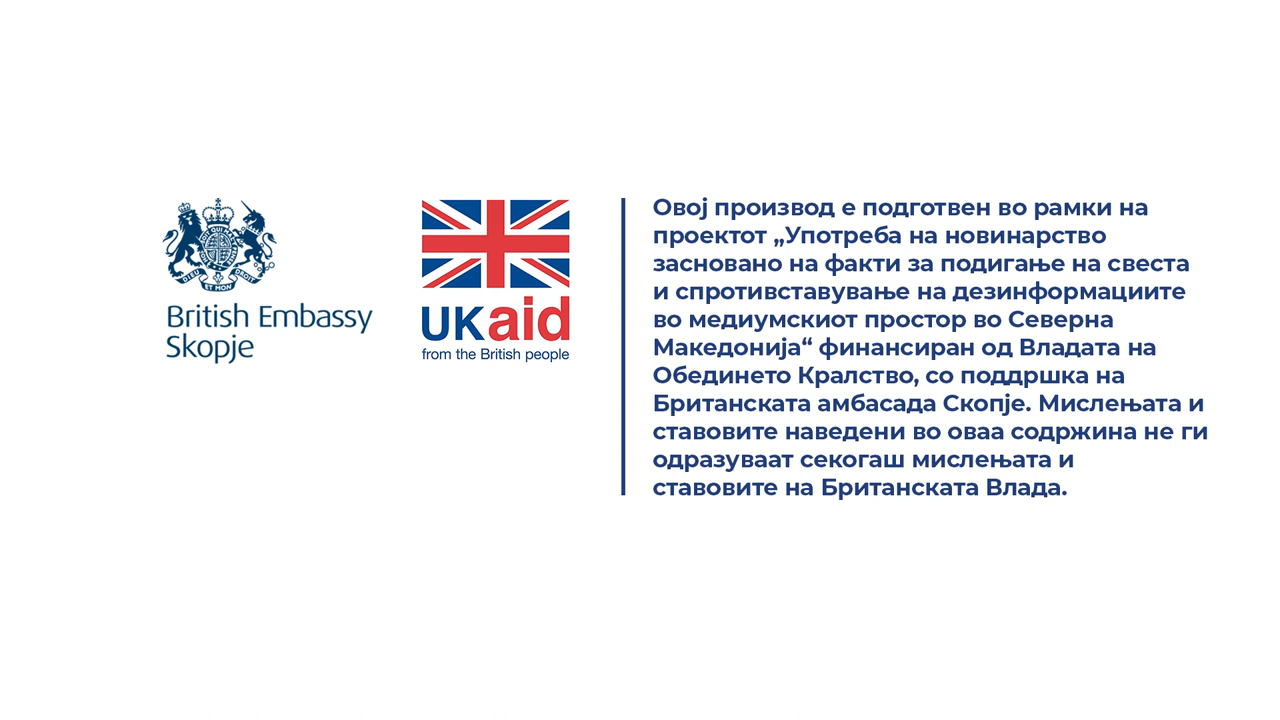 British Embassy
Skopje
UKaid
from the British people
Овој производ е подготвен во рамки на
проектот „Употреба на новинарство
засновано на факти за подигање на свеста
и спротивставување на дезинформациите
во медиумскиот простор во Северна
Македонија“ финансиран од Владата на
Обединето Кралство, со поддршка на
Британската амбасада Скопје. Мислењата и
ставовите наведени во оваа содржина не ги
одразуваат секогаш мислењата и
ставовите на Британската Влада.